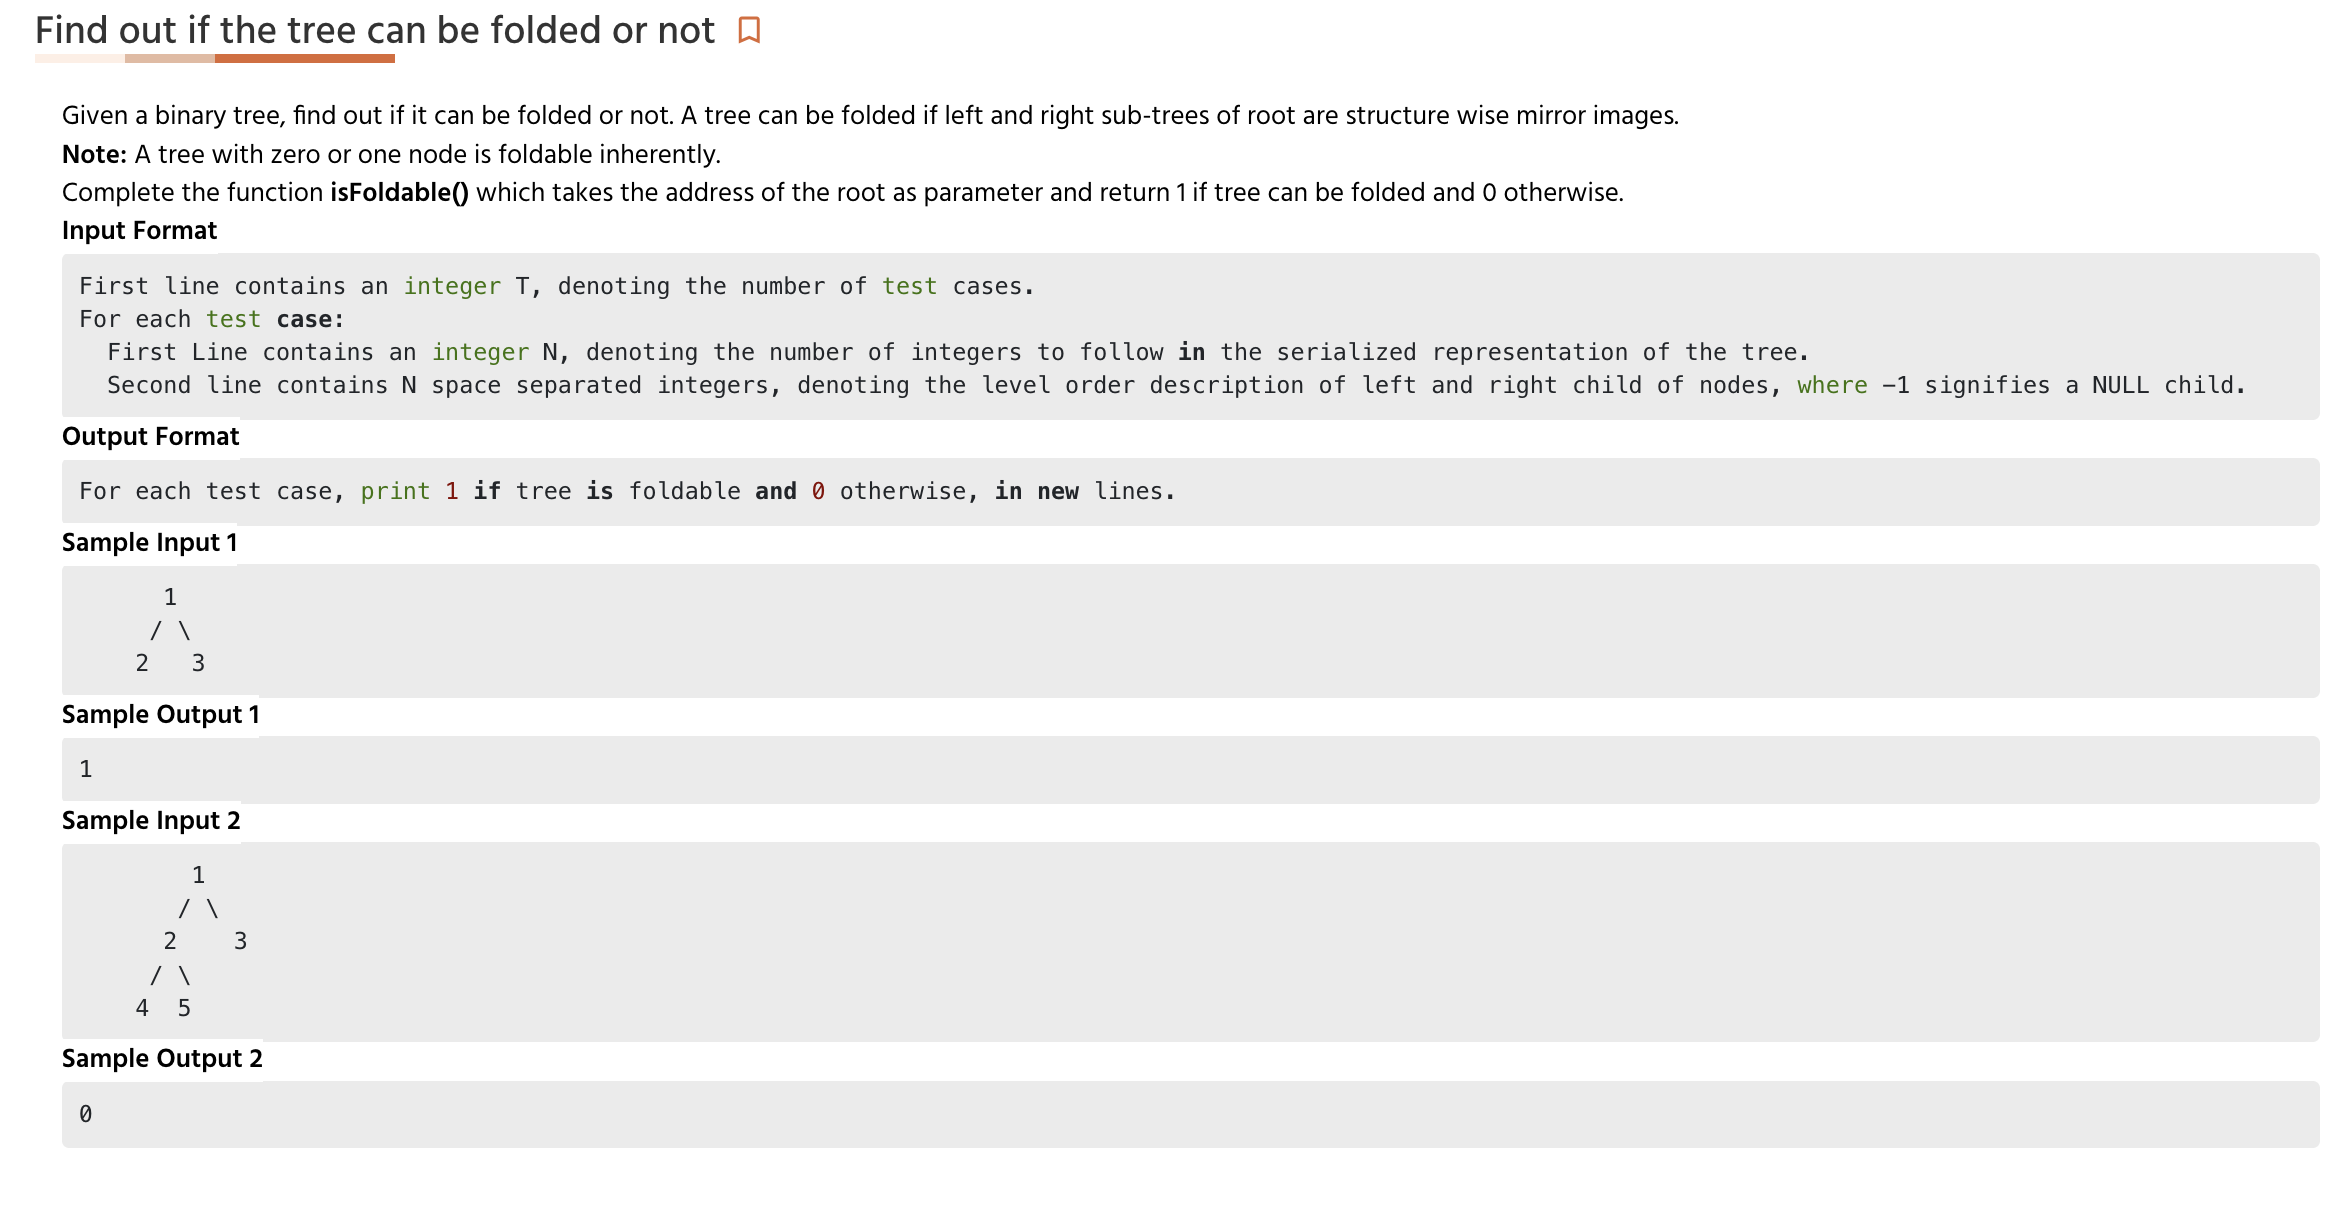 Find out if the tree can be folded or not
Given a binary tree, find out if it can be folded or not. A tree can be folded if left and right sub-trees of root are structure wise mirror images.
Note: A tree with zero or one node is foldable inherently.
Complete the function isFoldable() which takes the address of the root as parameter and return 1 if tree can be folded and 0 otherwise.
Input Format
First line contains an integer T, denoting the number of test cases.
For each test case:
  First Line contains an integer N, denoting the number of integers to follow in the serialized representation of the tree.
  Second line contains N space separated integers, denoting the level order description of left and right child of nodes, where −1 signifies a NULL child.
Output Format
For each test case, print 1 if tree is foldable and 0 otherwise, in new lines.
Sample Input 1
      1
     / \
    2   3
Sample Output 1
1
Sample Input 2
        1
       / \
      2    3
     / \
    4  5
Sample Output 2
0